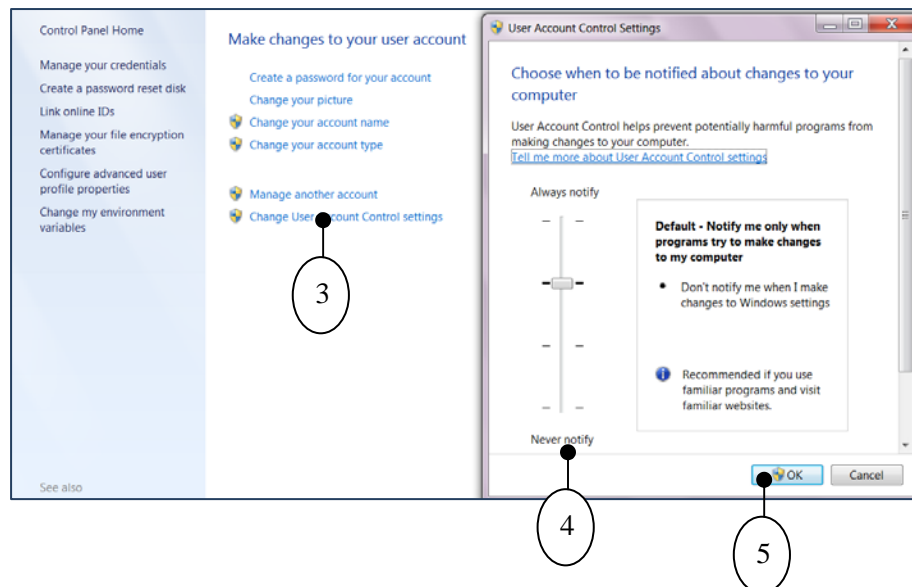 Control Panel Home
Manage your credentials
Create a password reset disk
Link online IDs
Manage your file encryption
certificates
Configure advanced user
profile properties
Change my environment
variables
See also
Make changes to your user account
Create a password for your account
Change your picture
Change your account name
Change your account type
Manage another account
Change User Account Control settings
3
User Account Control Settings
Choose when to be notified about changes to your
computer
User Account Control helps prevent potentially harmful programs from
making changes to your computer.
Tell me more about User Account Control settings
Always notify
Default - Notify me only when
programs try to make changes
to my computer
• Don't notify me when I make
changes to Windows settings
Recommended if you use
familiar programs and visit
familiar websites.
Never notify
OK
Cancel
4
5